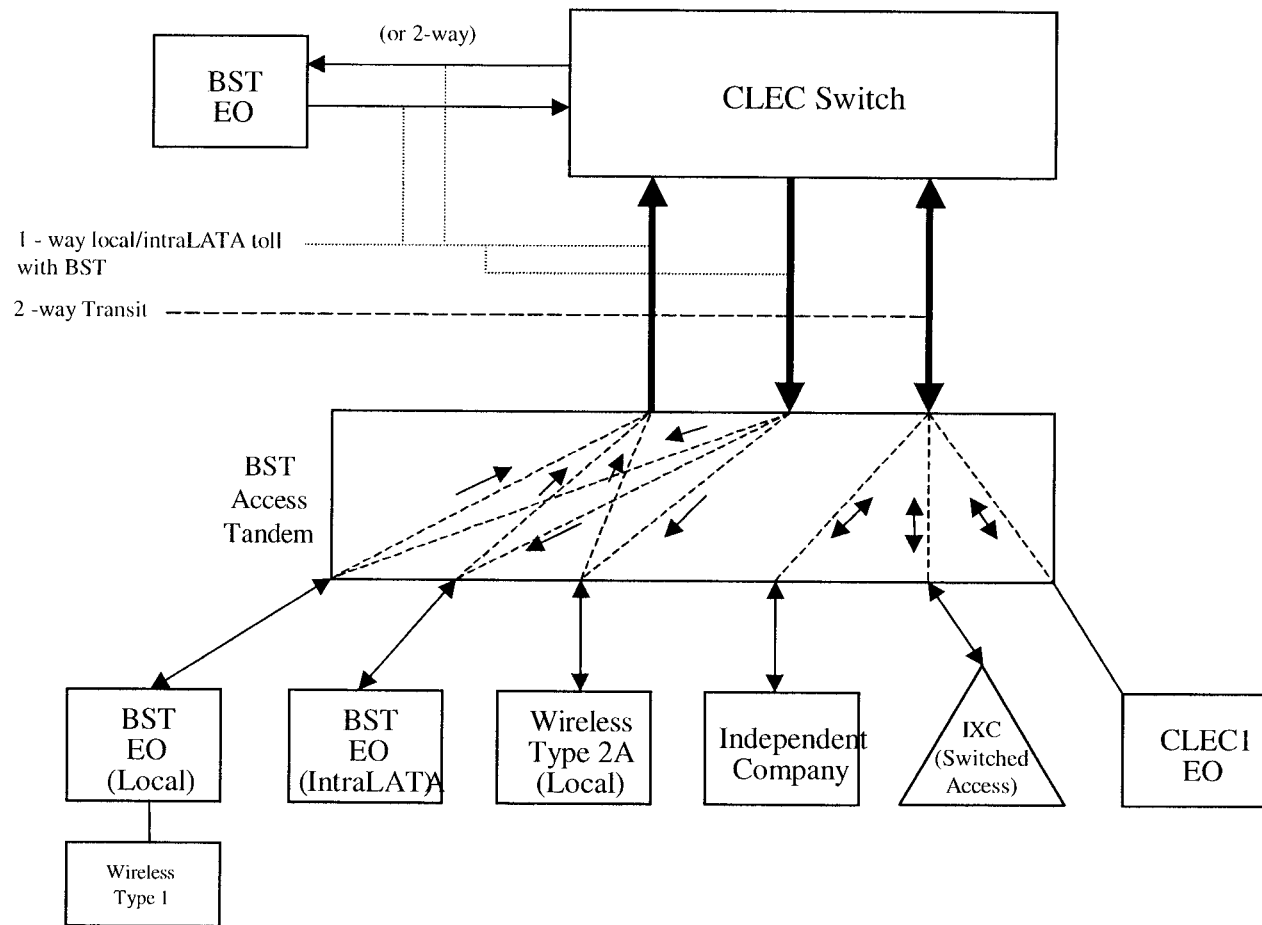 (or 2-way)
BST
EO
CLEC Switch
1 - way local/intraLATA toll
with BST
2 -way Transit
BST
Access
Tandem
BST
EO
(Local)
BST
EO
(IntraLATA)
Wireless
Type 2A
(Local)
Independent
Company
IXC
(Switched
Access)
CLEC1
EO
Wireless
Type 1